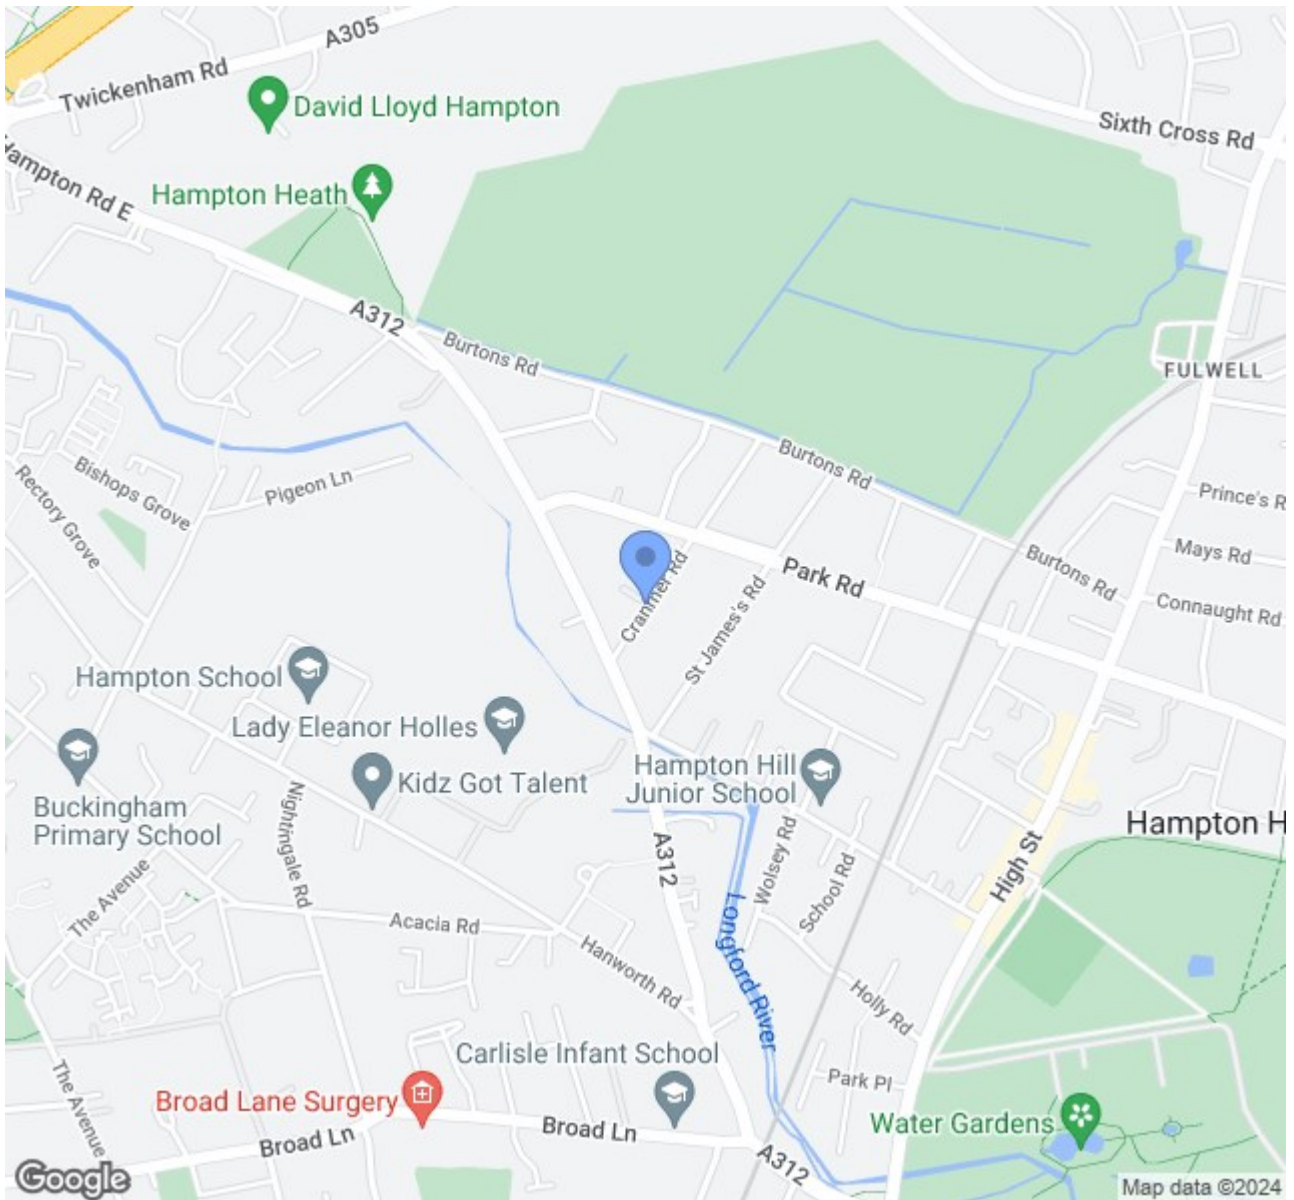 A305
Twickenham Rd
David Lloyd Hampton
Sixth Cross Rd
Hampton Rd E
Hampton Heath
A312
Burtons Rd
FULWELL
Burtons Rd
Bishops Grove
Rectory Grove
Pigeon Ln
Prince's R
Mays Rd
Burtons Rd
Park Rd
Connaught Rd
Cranmer Rd
St James's Rd
Hampton School
Lady Eleanor Holles
Kidz Got Talent
Hampton Hill
Junior School
Buckingham
Primary School
Nightingale Rd
Hampton H
A312
High St
Wolsey Rd
School Rd
The Avenue
Acacia Rd
Longford River
Hanworth Rd
Holly Rd
Carlisle Infant School
Park Pl
The Avenue
Broad Lane Surgery
Water Gardens
Broad Ln
Broad Ln
A312
Google
Map data ©2024